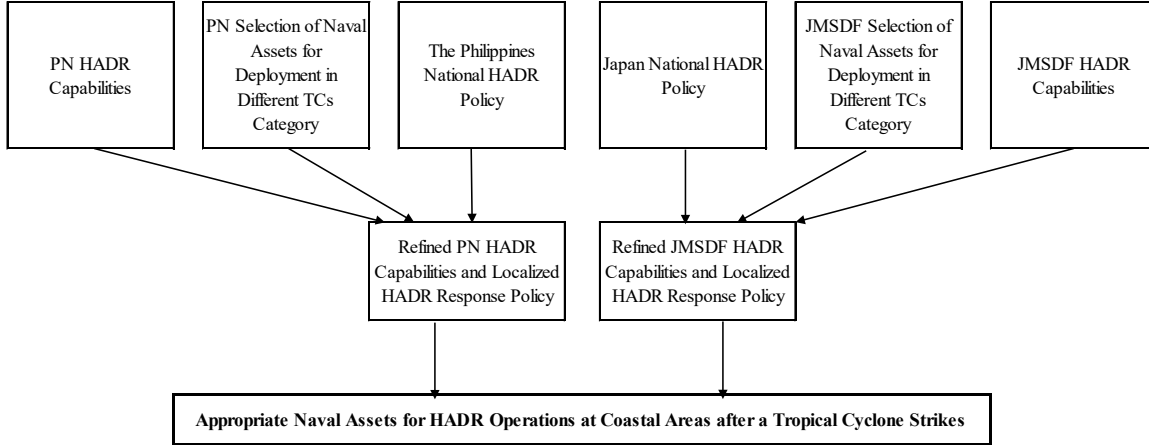 PN HADR
Capabilities
PN Selection of Naval
Assets for
Deployment in
Different TCs
Category
The Philippines
National HADR
Policy
Japan National HADR
Policy
JMSDF Selection of
Naval Assets for
Deployment in
Different TCs
Category
JMSDF HADR
Capabilities
Refined PN HADR
Capabilities and Localized
HADR Response Policy
Refined JMSDF HADR
Capabilities and Localized
HADR Response Policy
Appropriate Naval Assets for HADR Operations at Coastal Areas after a Tropical Cyclone Strikes